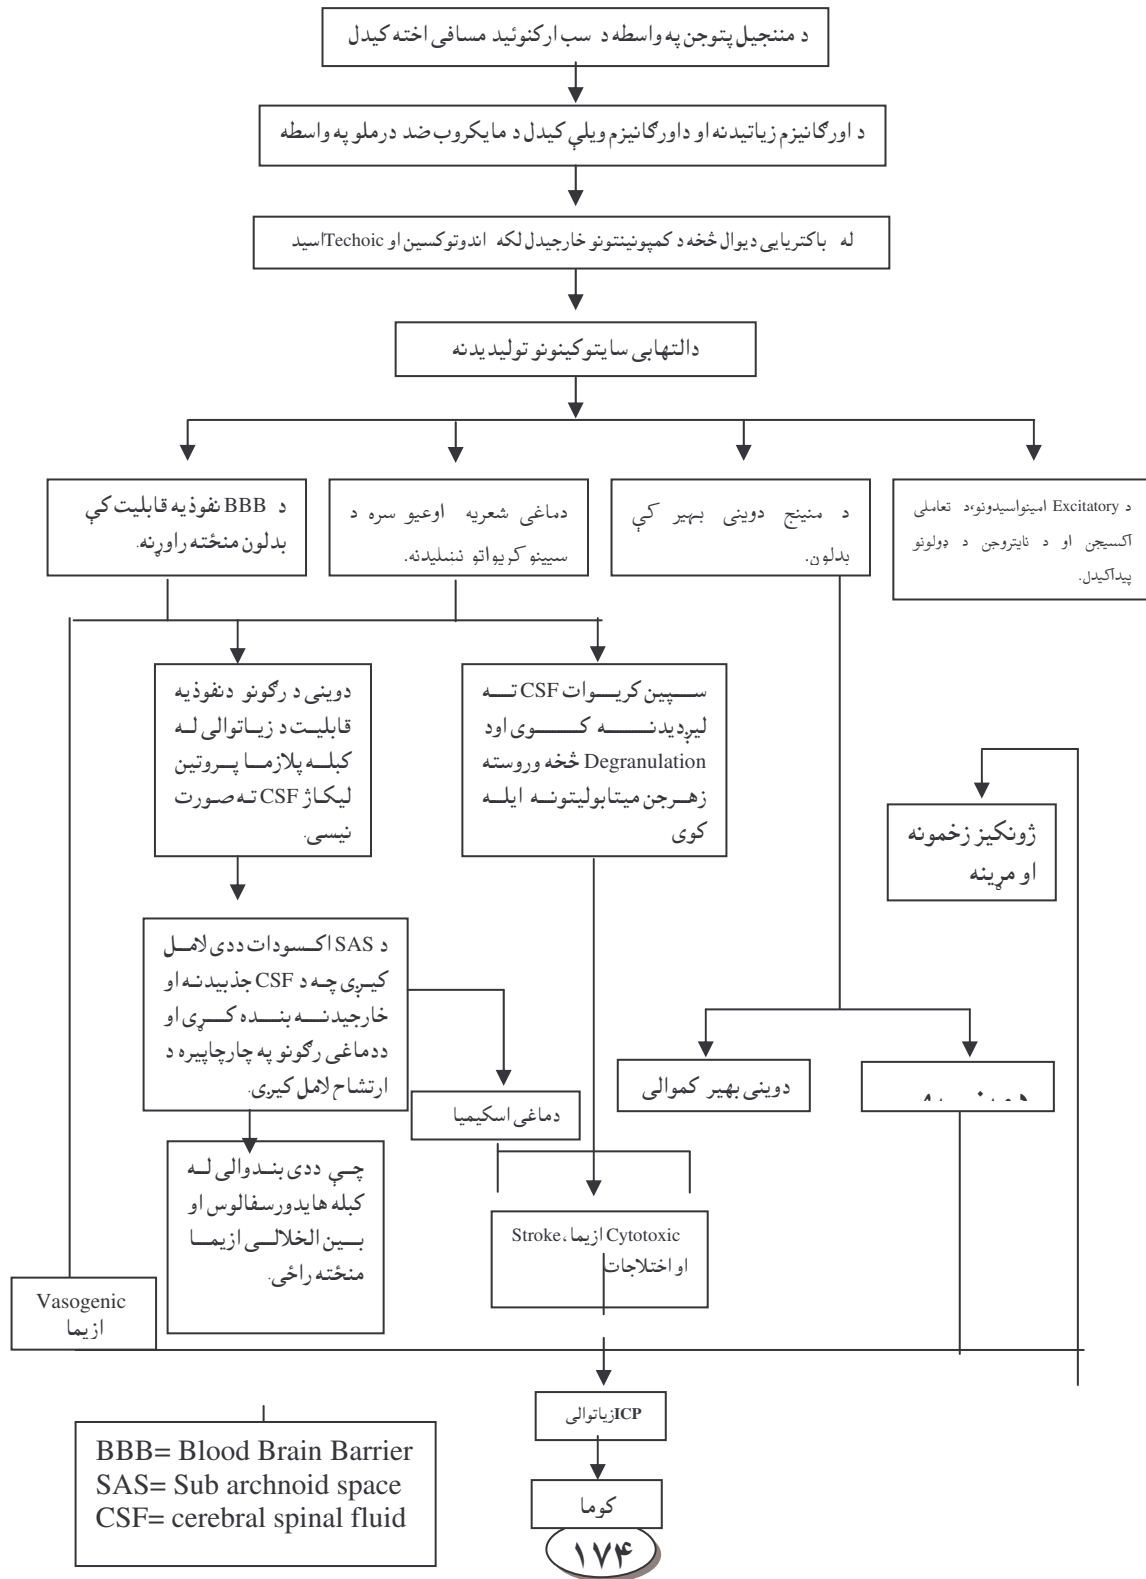 د مننجیل پتوجن په واسطه د سب ارکنوئید مسافی اخته کیدل
د اورګانیزم زیاتیدنه او داورګانیزم ویلې کیدل د مایکروب ضد درملو په واسطه
له باکتریایی دیوال څخه د کمپونینتونو خارجیدل لکه اندوتوکسین او Techoicاسید
دالتهابی سایتوکینونو تولیدیدنه
د BBB نفوذیه قابلیت کې
بدلون منځته راوړنه.
دماغی شعریه اوعیو سره د
سپینو کریواتو نښلیدنه.
د منینج دوینی بهیر کې
بدلون.
د Excitatory امینواسیدونو،د تعاملی
اکسیجن او د نایتروجن د ډولونو
پیداکیدل.
دوینی د رګونو دنفوذیه
قابلیت د زیاتوالی له
کبله پلازما پروتین
لیکاژ CSF ته صورت
نیسی.
سپین کریوات CSF ته
لیږدیدنه کوی اود
Degranulation څخه وروسته
زهرجن میتابولیتونه ایله
کوی
ژونکیز زخمونه
او مړینه
د SAS اکسودات ددی لامل
کیږی چه د CSF جذبیدنه او
خارجیدنه بنده کړی او
ددماغی رګونو په چارچاپیره د
ارتشاح لامل کیږی.
دماغی اسکیمیا
دوینی بهیر کموالی
چې ددی بندوالی له
کبله هایدورسفالوس او
بین الخلالی ازیما
منځته راځی.
Cytotoxic ازیما،Stroke
او اختلاجات
Vasogenic
ازیما
ICPزیاتوالی
کوما
BBB= Blood Brain Barrier
SAS= Sub archnoid space
CSF= cerebral spinal fluid
۱۷۴